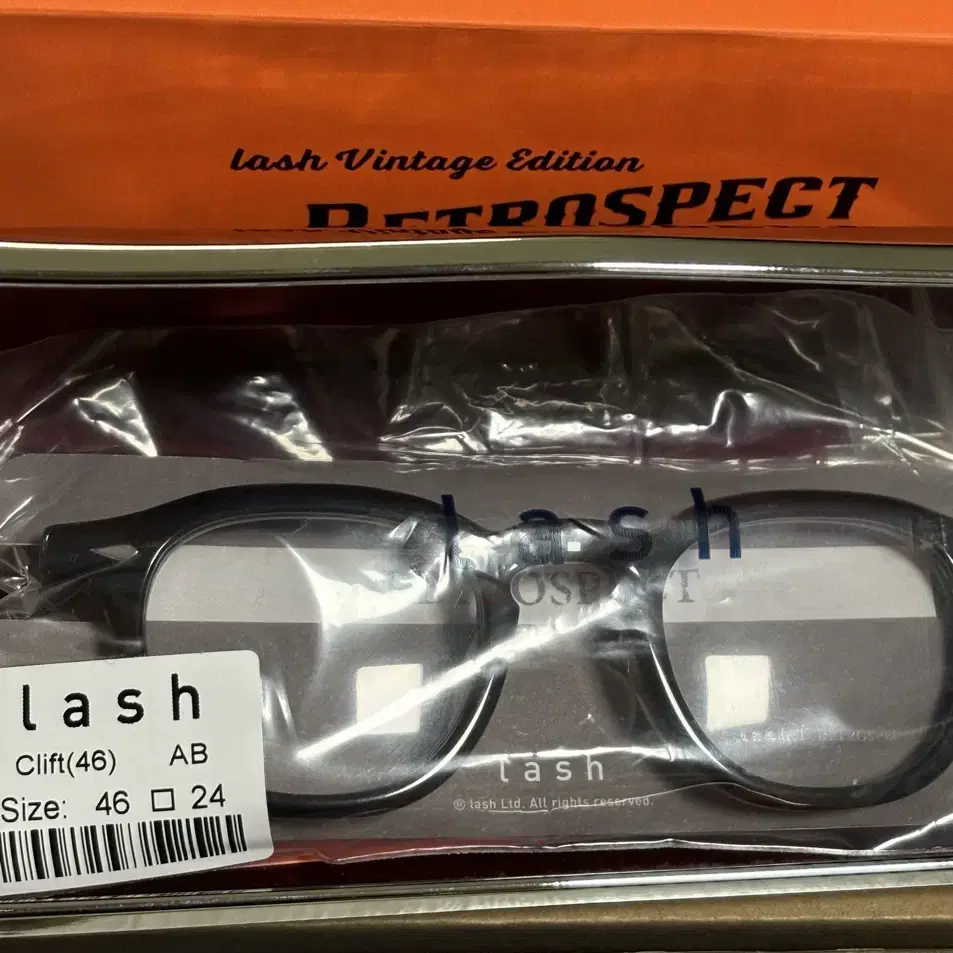 lash Vintage Edition
RETROSPECT
lash
lash
Clift(46) AB
Size: 46 □ 24
lash
® lash Ltd. All rights reserved.